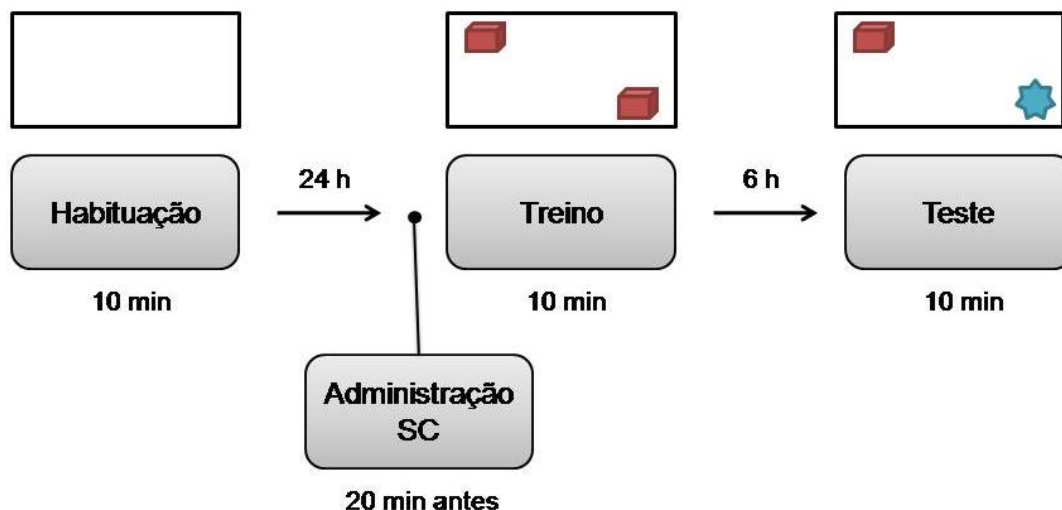 Habituação
24 h
Treino
6 h
Teste
10 min
10 min
10 min
Administração
SC
20 min antes